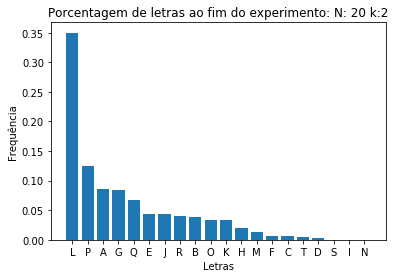 Porcentagem de letras ao fim do experimento: N: 20 k:2
Frequência
0.35
0.30
0.25
0.20
0.15
0.10
0.05
0.00
L P A G Q E J R B O K H M F C T D S I N
Letras